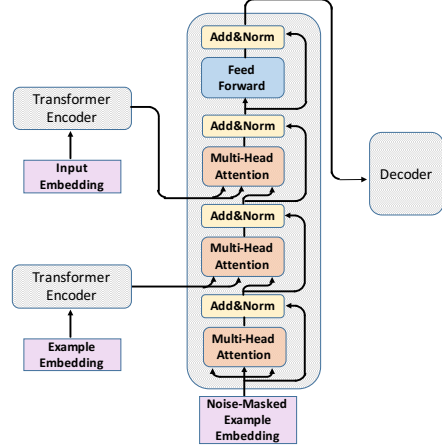 Add&Norm
Feed
Forward
Add&Norm
Multi-Head
Attention
Add&Norm
Multi-Head
Attention
Add&Norm
Multi-Head
Attention
Noise-Masked
Example
Embedding
Transformer
Encoder
Input
Embedding
Transformer
Encoder
Example
Embedding
Decoder